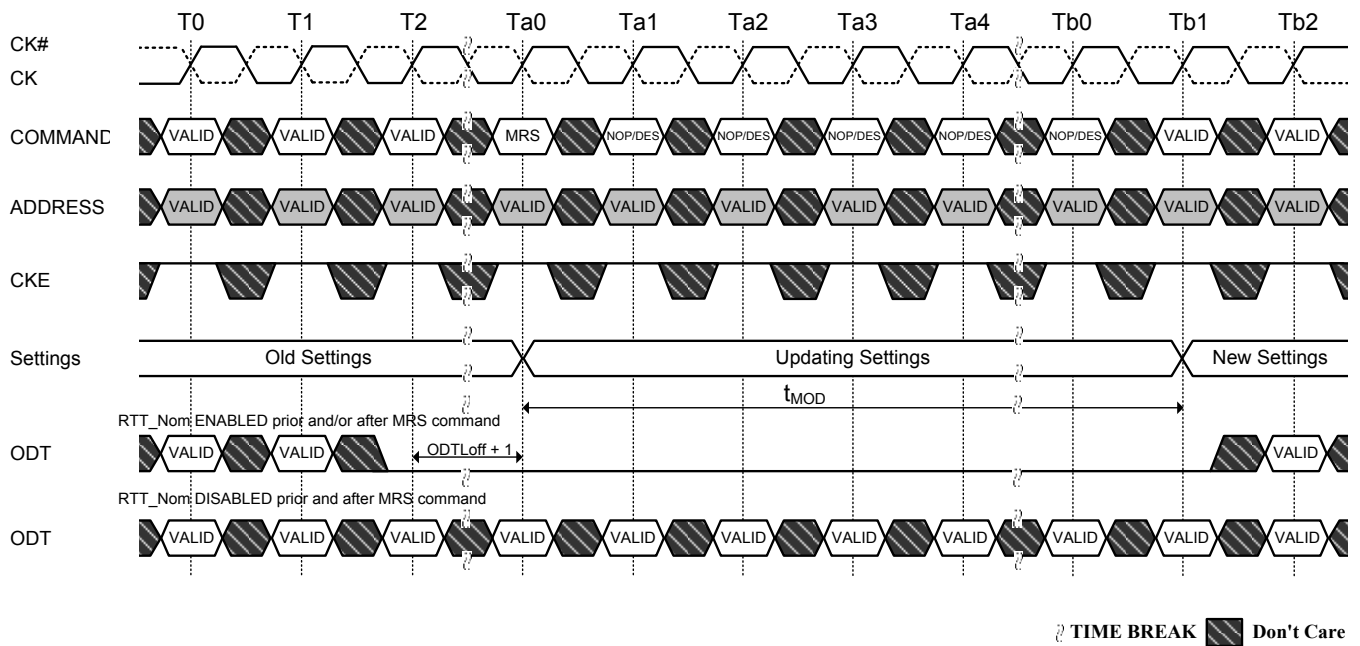 T0 T1 T2 Ta0 Ta1 Ta2 Ta3 Ta4 Tb0 Tb1 Tb2
CK#
CK
COMMAND VALID VALID VALID MRS NOP/DES NOP/DES NOP/DES NOP/DES NOP/DES VALID VALID
ADDRESS VALID VALID VALID VALID VALID VALID VALID VALID VALID VALID VALID
CKE
Settings Old Settings Updating Settings New Settings
tMOD
RTT_Nom ENABLED prior and/or after MRS command
ODT VALID VALID ODTLoff + 1 VALID
RTT_Nom DISABLED prior and after MRS command
ODT VALID VALID VALID VALID VALID VALID VALID VALID VALID VALID VALID
TIME BREAK Don't Care